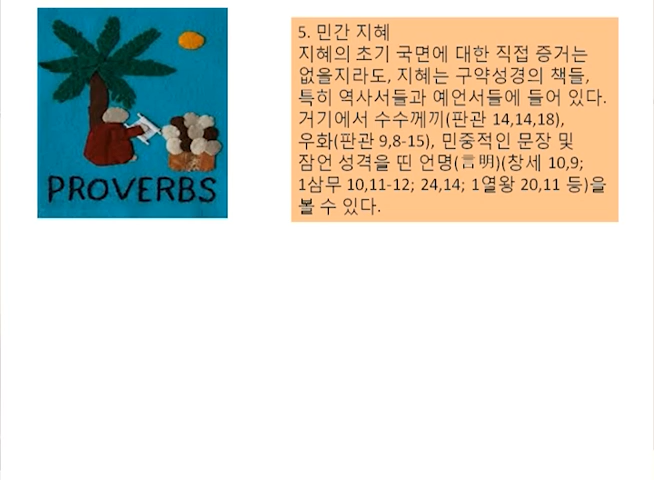 PROVERBS
5. 민간 지혜
지혜의 초기 국면에 대한 직접 증거는
없을지라도, 지혜는 구약성경의 책들,
특히 역사서들과 예언서들에 들어 있다.
거기에서 수수께끼(판관 14,14,18),
우화(판관 9,8-15), 민중적인 문장 및
잠언 성격을 띤 언명(言明)(창세 10,9;
1삼무 10,11-12; 24,14; 1열왕 20,11 등)을
볼 수 있다.